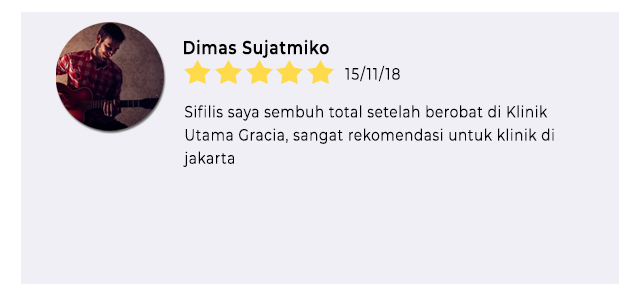 Dimas Sujatmiko
15/11/18
Sifilis saya sembuh total setelah berobat di Klinik
Utama Gracia, sangat rekomendasi untuk klinik di
jakarta